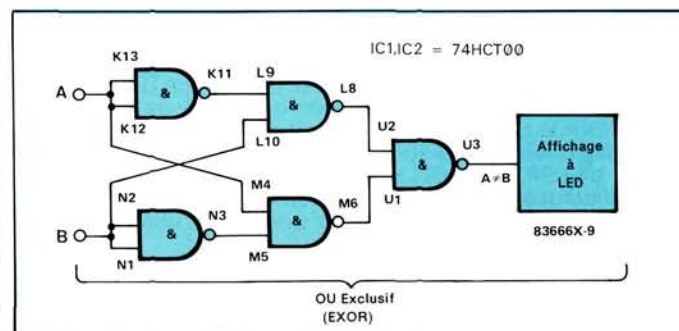 IC1,IC2 = 74HCT00
A
K13
K12
&
K11
L9
L10
&
L8
U2
U1
&
U3
A≠B
Affichage
à
LED
83666X-9
B
N2
N1
&
N3
M4
M5
&
M6
OU Exclusif
(EXOR)